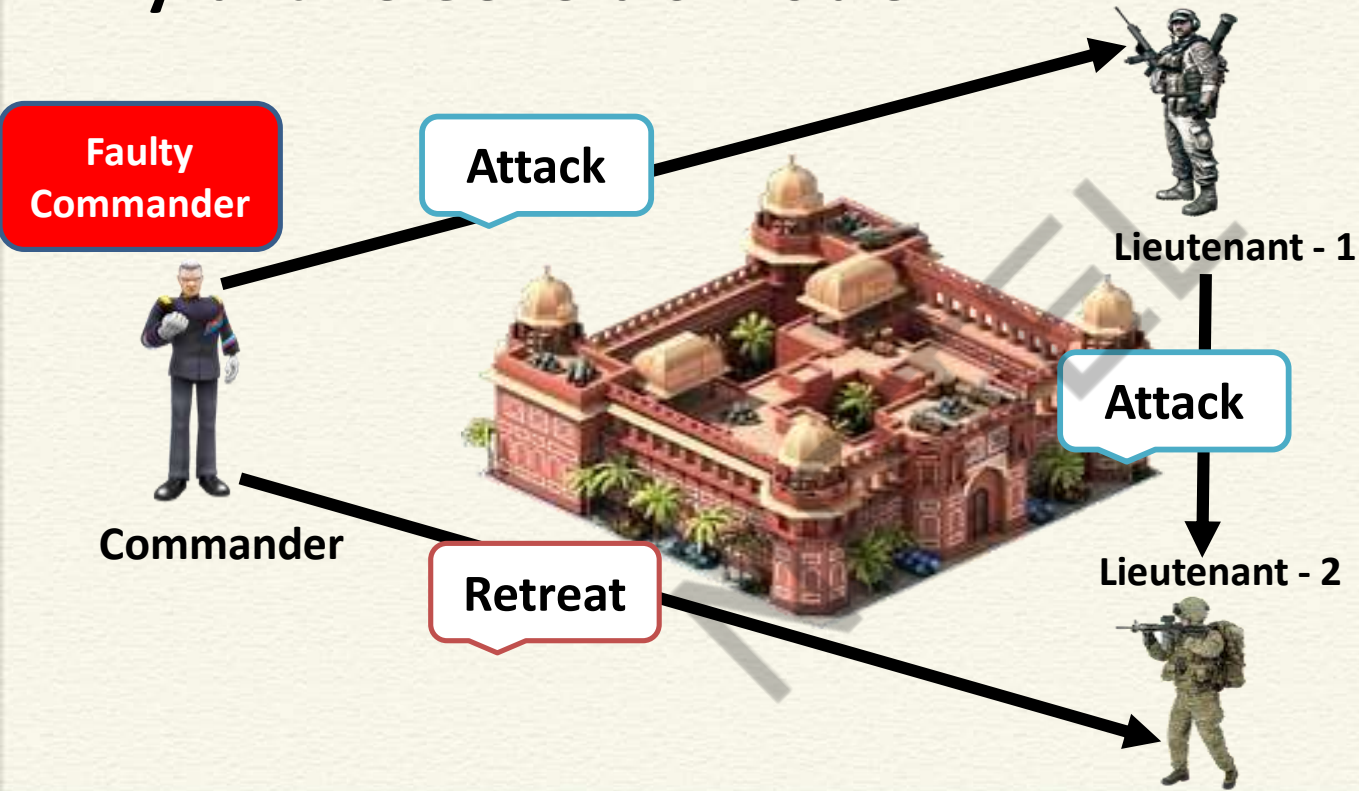 Faulty
Commander
Attack
Lieutenant - 1
Attack
Commander
Retreat
Lieutenant - 2